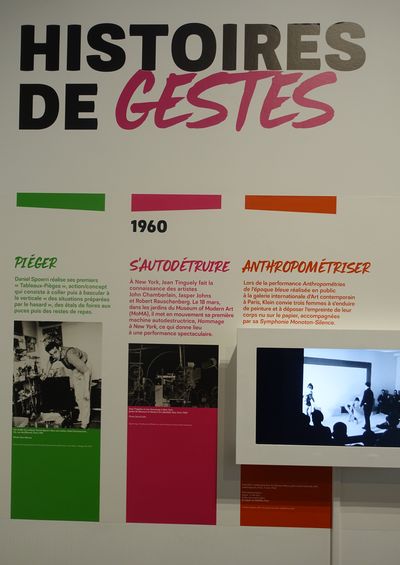 HISTOIRES
DE GESTES
1960
PIÉGER
Daniel Spoerri réalise ses premiers
« Tableaux-Pièges », action/concept
qui consiste à coller puis à basculer à
la verticale « des situations préparées
par le hasard », des étals de foires aux
puces puis des restes de repas.
S'AUTODÉTRUIRE
À New York, Jean Tinguely fait la
connaissance des artistes
John Chamberlain, Jasper Johns
et Robert Rauschenberg. Le 18 mars,
dans les jardins du Museum of Modern Art
(MoMA), il met en mouvement sa première
machine autodestructrice, Hommage
à New York, ce qui donne lieu
à une performance spectaculaire.
ANTHROPOMÉTRISER
Lors de la performance Anthropométries
de l'époque bleue réalisée en public
à la galerie internationale d'Art contemporain
à Paris, Klein convie trois femmes à s'enduire
de peinture et à déposer l'empreinte de leur
corps nu sur le papier, accompagnées
par sa Symphonie Monoton-Silence.